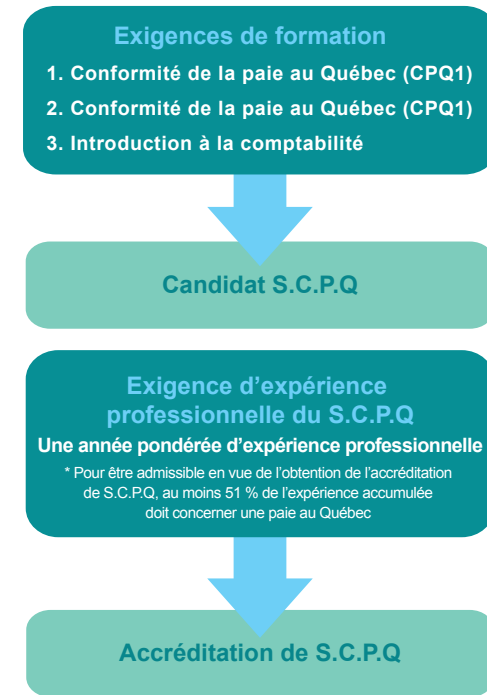 Exigences de formation
1. Conformité de la paie au Québec (CPQ1)
2. Conformité de la paie au Québec (CPQ1)
3. Introduction à la comptabilité
Candidat S.C.P.Q
Exigence d’expérience
professionnelle du S.C.P.Q
Une année pondérée d’expérience professionnelle
* Pour être admissible en vue de l’obtention de l’accréditation
de S.C.P.Q, au moins 51 % de l’expérience accumulée
doit concerner une paie au Québec
Accréditation de S.C.P.Q